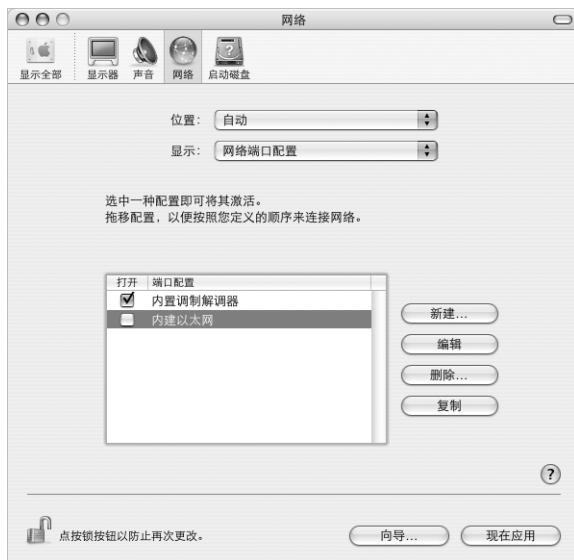 网络
显示全部 显示器 声音 网络 启动磁盘
位置： 自动
显示： 网络端口配置
选中一种配置即可将其激活。
拖移配置，以便按照您定义的顺序来连接网络。
打开 端口配置
内置调制解调器
内建以太网
新建...
编辑
删除...
复制
?
点按锁按钮以防止再次更改。
向导... 现在应用